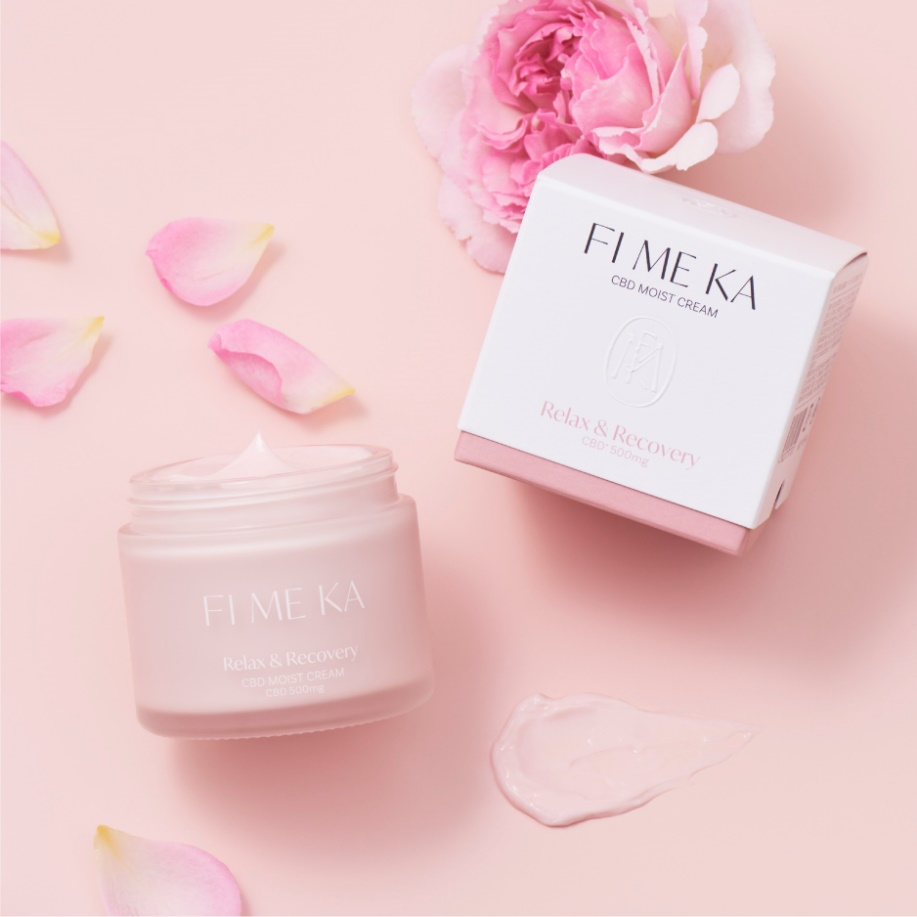 FI ME KA
CBD MOIST CREAM
Relax & Recovery
CBD* 500mg
FI ME KA
Relax & Recovery
CBD MOIST CREAM
CBD 500mg